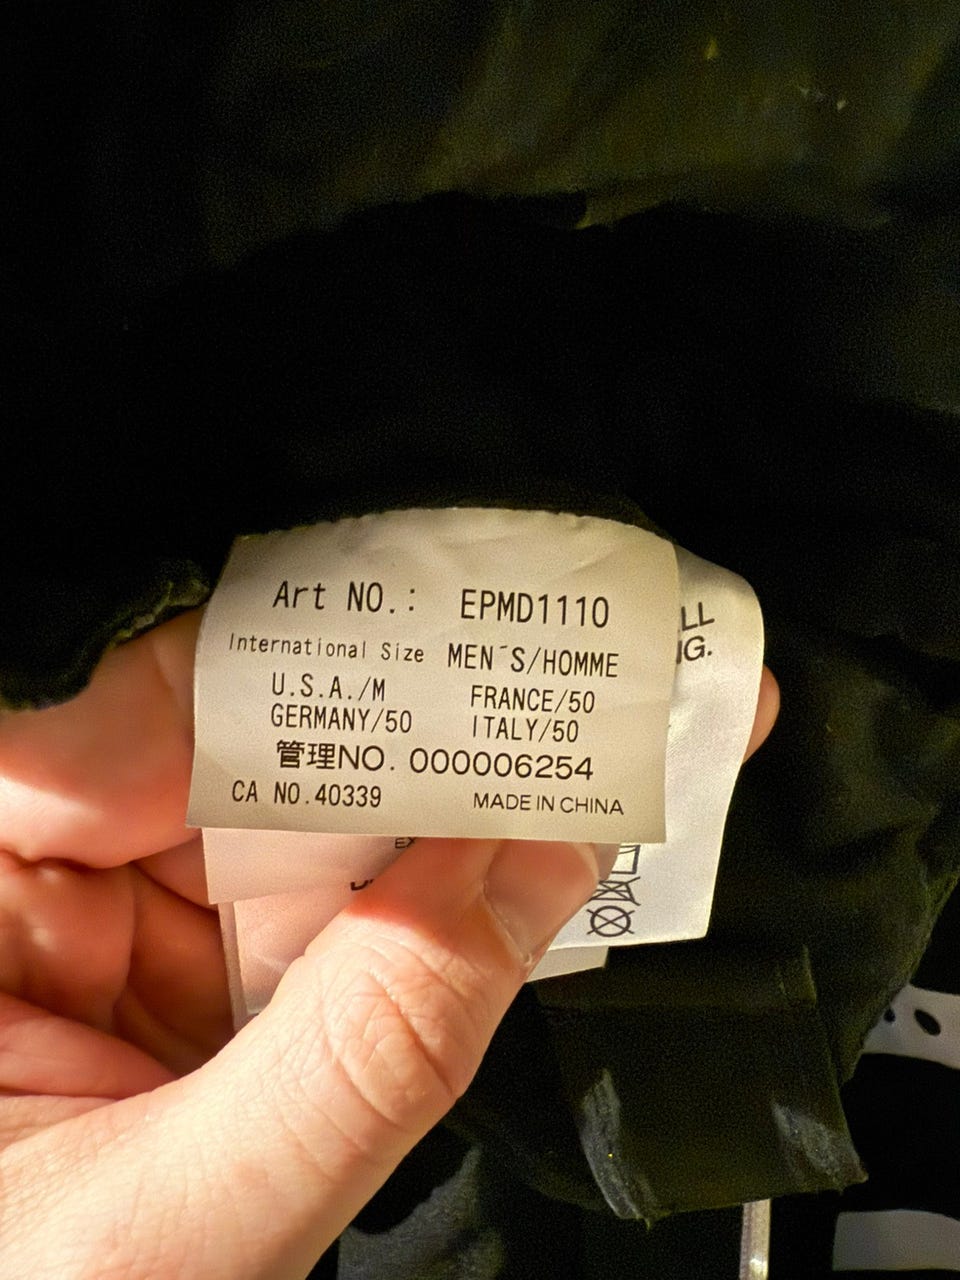 Art NO.: EPMD1110
International Size MEN´S/HOMME
U.S.A./M FRANCE/50
GERMANY/50 ITALY/50
管理NO. 000006254
CA NO.40339 MADE IN CHINA